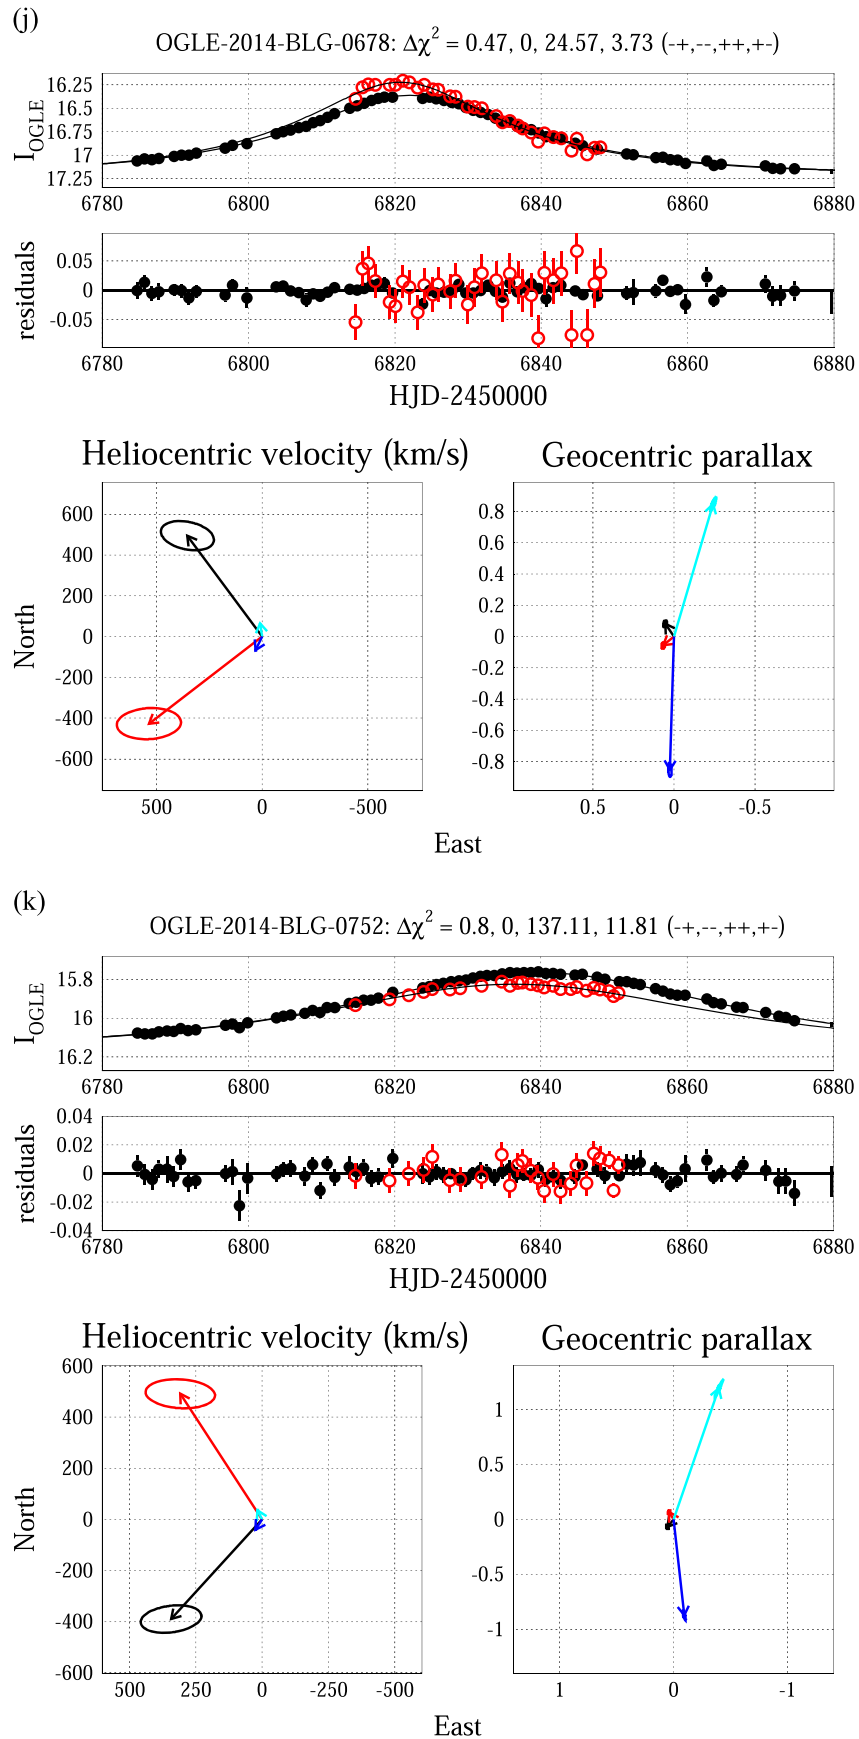 (j)
OGLE-2014-BLG-0678: Δχ² = 0.47, 0, 24.57, 3.73 (-+,--,++,+-)
I_OGLE
16.25
16.5
16.75
17
17.25
6780 6800 6820 6840 6860 6880
residuals
0.05
0
-0.05
6780 6800 6820 6840 6860 6880
HJD-2450000
Heliocentric velocity (km/s) Geocentric parallax
North
600
400
200
0
-200
-400
-600
500 0 -500
0.8
0.6
0.4
0.2
0
-0.2
-0.4
-0.6
-0.8
0.5 0 -0.5
East
(k)
OGLE-2014-BLG-0752: Δχ² = 0.8, 0, 137.11, 11.81 (-+,--,++,+-)
I_OGLE
15.8
16
16.2
6780 6800 6820 6840 6860 6880
residuals
0.04
0.02
0
-0.02
-0.04
6780 6800 6820 6840 6860 6880
HJD-2450000
Heliocentric velocity (km/s) Geocentric parallax
North
600
400
200
0
-200
-400
-600
500 250 0 -250 -500
1
0.5
0
-0.5
-1
1 0 -1
East